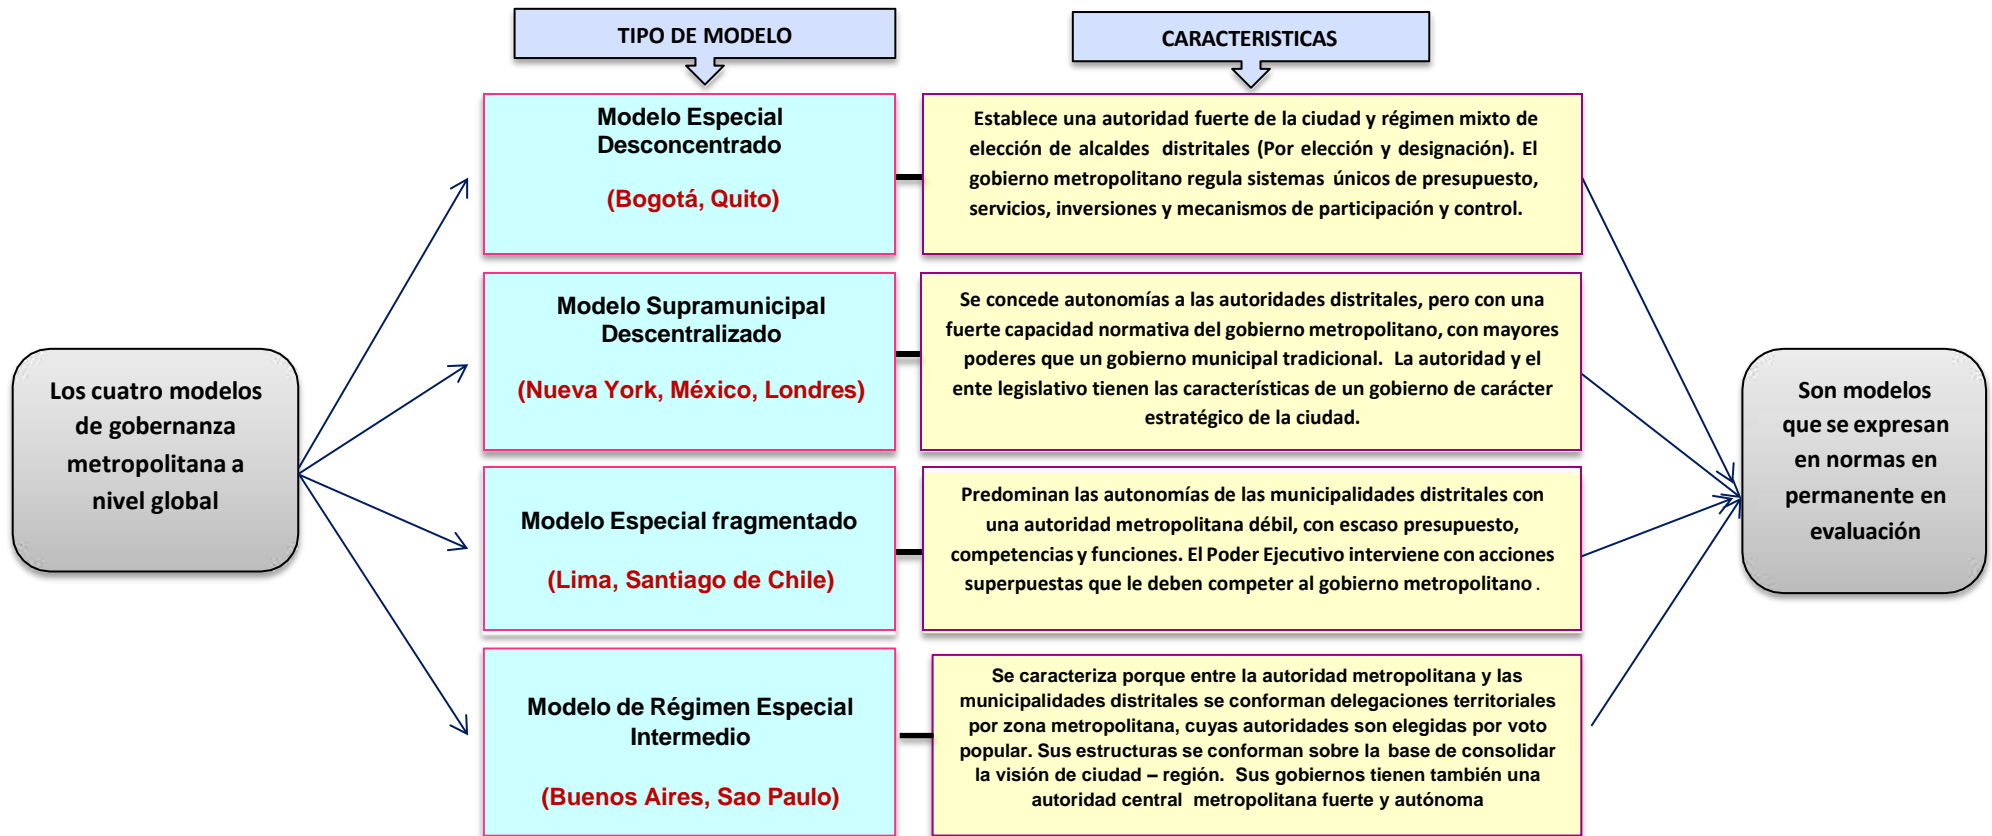 TIPO DE MODELO
CARACTERISTICAS
Los cuatro modelos
de gobernanza
metropolitana a
nivel global
Modelo Especial
Desconcentrado
(Bogotá, Quito)
Establece una autoridad fuerte de la ciudad y régimen mixto de
elección de alcaldes distritales (Por elección y designación). El
gobierno metropolitano regula sistemas únicos de presupuesto,
servicios, inversiones y mecanismos de participación y control.
Modelo Supramunicipal
Descentralizado
(Nueva York, México, Londres)
Se concede autonomías a las autoridades distritales, pero con una
fuerte capacidad normativa del gobierno metropolitano, con mayores
poderes que un gobierno municipal tradicional. La autoridad y el
ente legislativo tienen las características de un gobierno de carácter
estratégico de la ciudad.
Modelo Especial fragmentado
(Lima, Santiago de Chile)
Predominan las autonomías de las municipalidades distritales con
una autoridad metropolitana débil, con escaso presupuesto,
competencias y funciones. El Poder Ejecutivo interviene con acciones
superpuestas que le deben competer al gobierno metropolitano .
Modelo de Régimen Especial
Intermedio
(Buenos Aires, Sao Paulo)
Se caracteriza porque entre la autoridad metropolitana y las
municipalidades distritales se conforman delegaciones territoriales
por zona metropolitana, cuyas autoridades son elegidas por voto
popular. Sus estructuras se conforman sobre la base de consolidar
la visión de ciudad – región. Sus gobiernos tienen también una
autoridad central metropolitana fuerte y autónoma
Son modelos
que se expresan
en normas en
permanente en
evaluación